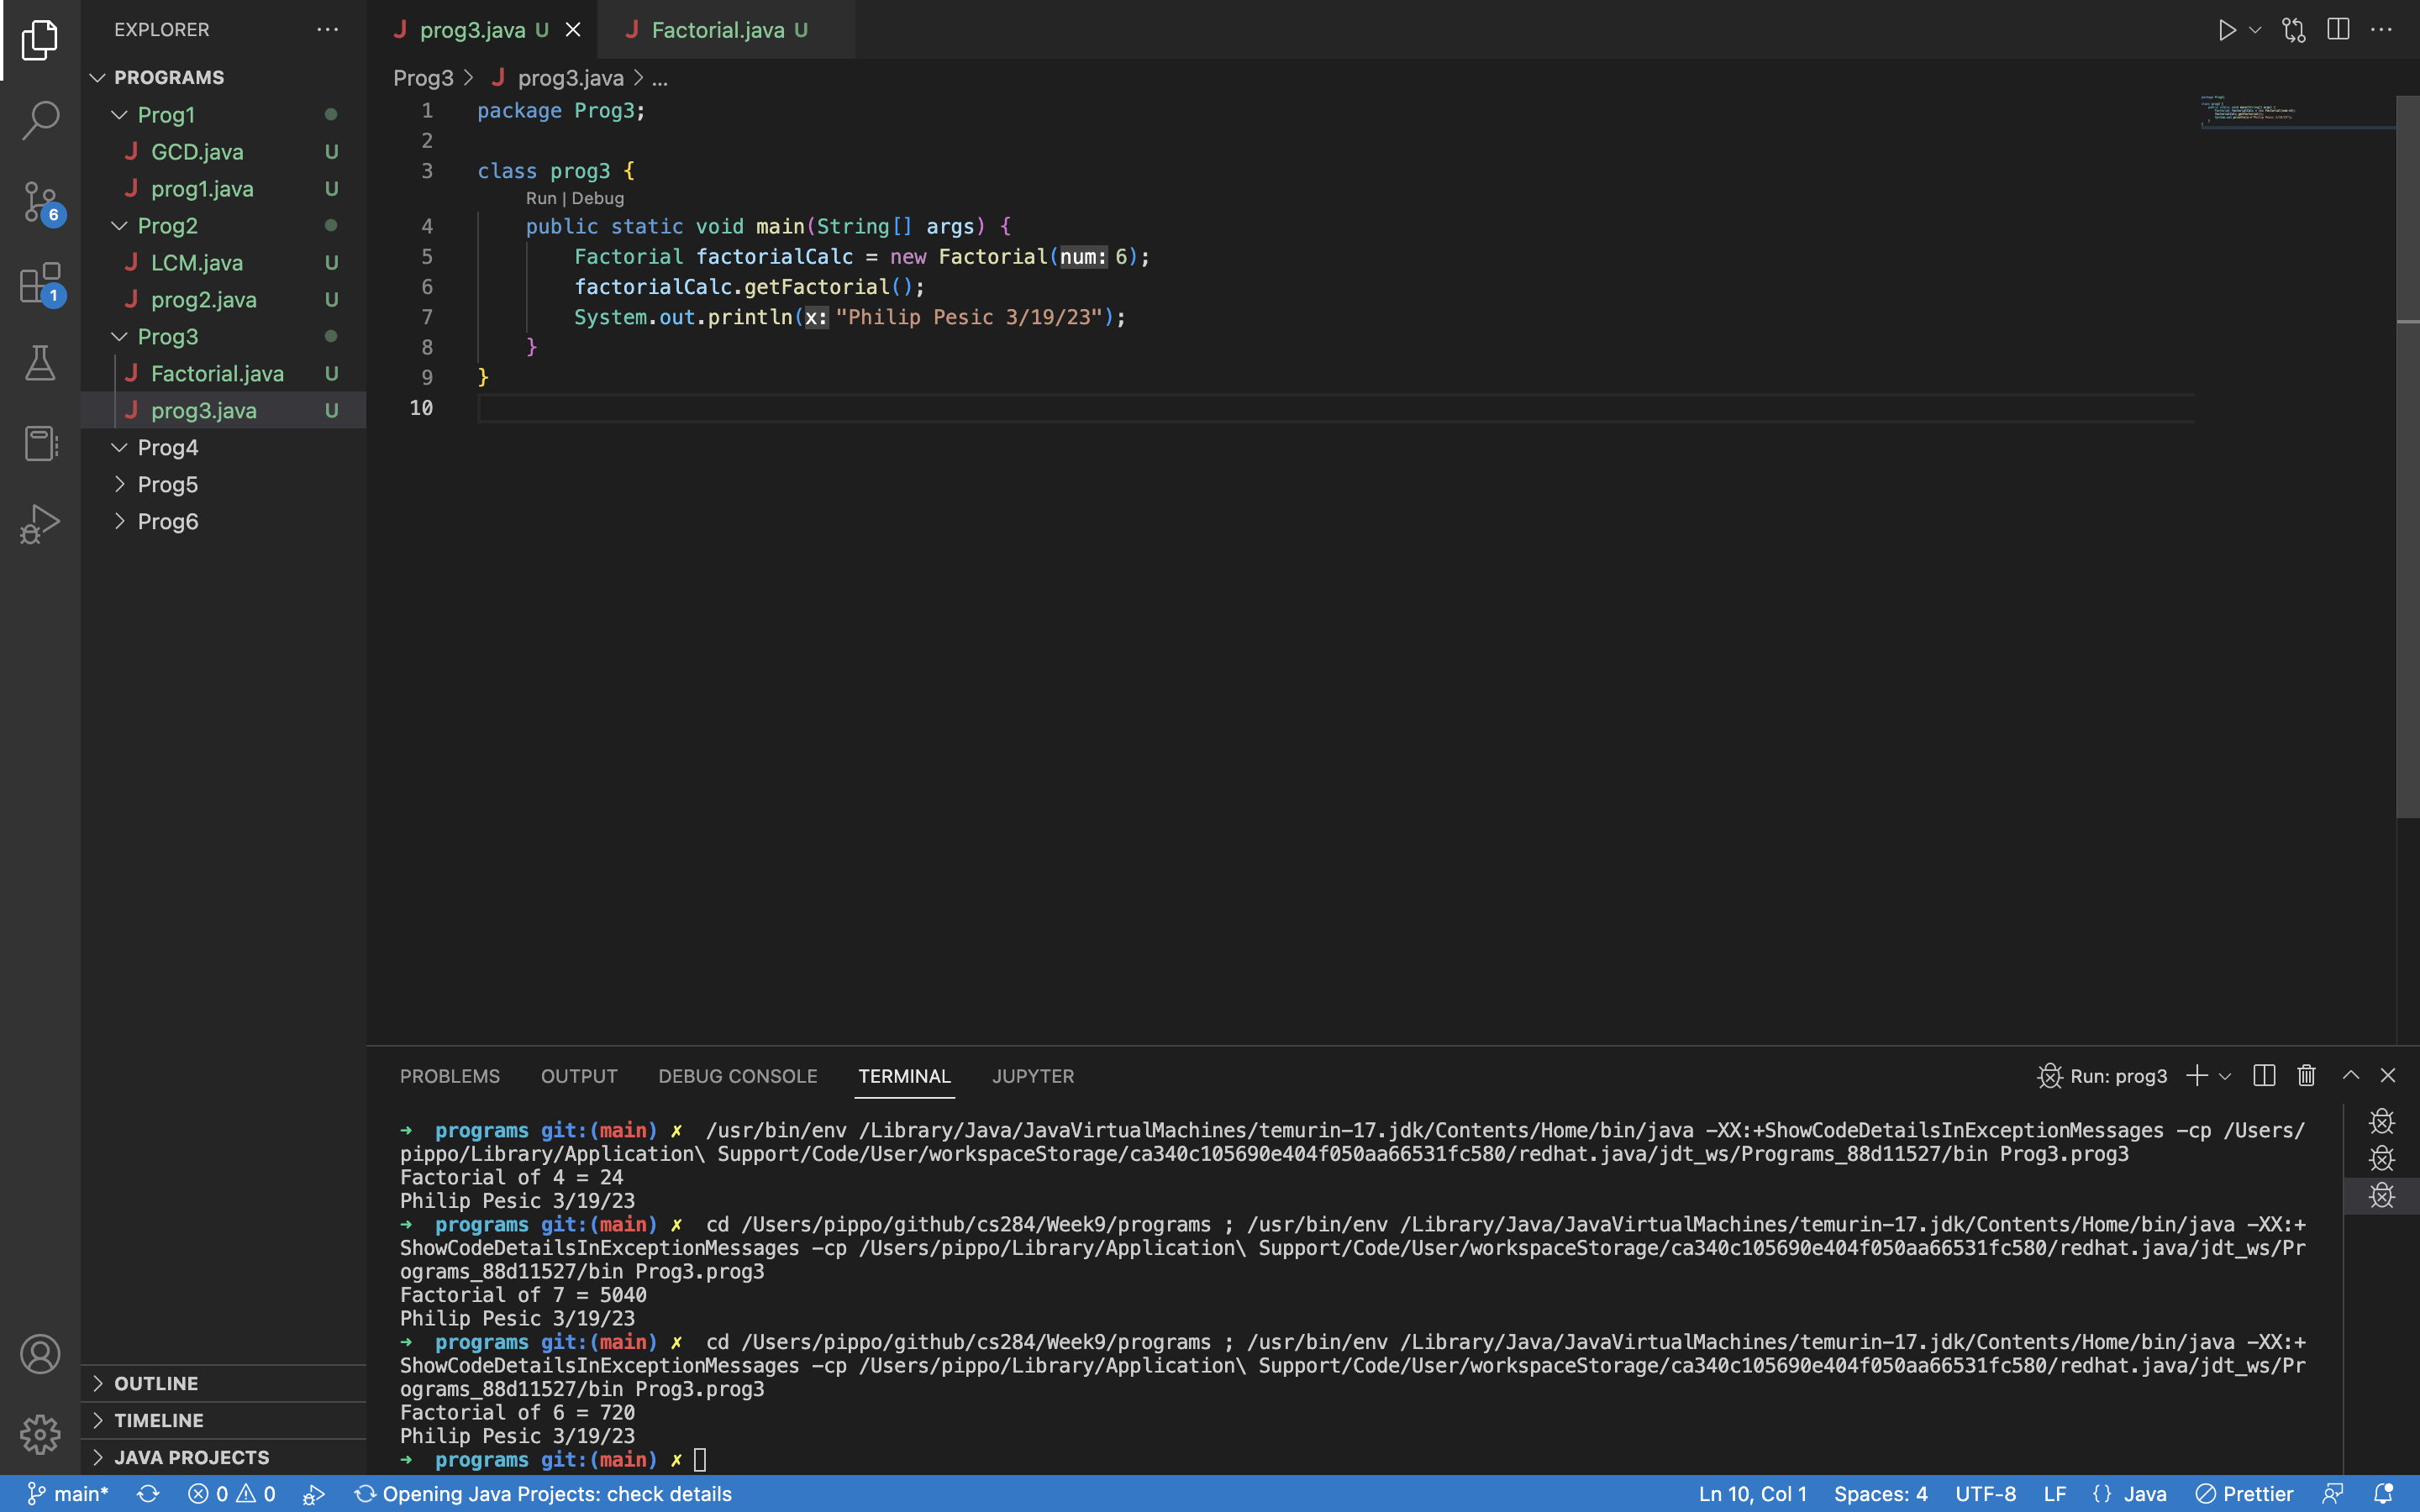 EXPLORER
PROGRAMS
Prog1
GCD.java U
prog1.java U
Prog2
LCM.java U
prog2.java U
Prog3
Factorial.java U
prog3.java U
Prog4
Prog5
Prog6
OUTLINE
TIMELINE
JAVA PROJECTS
6
1
prog3.java U
Factorial.java U
Prog3 > prog3.java > ...
1 package Prog3;
2
3 class prog3 {
Run | Debug
4 public static void main(String[] args) {
5 Factorial factorialCalc = new Factorial(num: 6);
6 factorialCalc.getFactorial();
7 System.out.println(x: "Philip Pesic 3/19/23");
8 }
9 }
10
PROBLEMS OUTPUT DEBUG CONSOLE TERMINAL JUPYTER
Run: prog3
➜ programs git:(main) ✗ /usr/bin/env /Library/Java/JavaVirtualMachines/temurin-17.jdk/Contents/Home/bin/java -XX:+ShowCodeDetailsInExceptionMessages -cp /Users/
pippo/Library/Application\ Support/Code/User/workspaceStorage/ca340c105690e404f050aa66531fc580/redhat.java/jdt_ws/Programs_88d11527/bin Prog3.prog3
Factorial of 4 = 24
Philip Pesic 3/19/23
➜ programs git:(main) ✗ cd /Users/pippo/github/cs284/Week9/programs ; /usr/bin/env /Library/Java/JavaVirtualMachines/temurin-17.jdk/Contents/Home/bin/java -XX:+
ShowCodeDetailsInExceptionMessages -cp /Users/pippo/Library/Application\ Support/Code/User/workspaceStorage/ca340c105690e404f050aa66531fc580/redhat.java/jdt_ws/Pr
ograms_88d11527/bin Prog3.prog3
Factorial of 7 = 5040
Philip Pesic 3/19/23
➜ programs git:(main) ✗ cd /Users/pippo/github/cs284/Week9/programs ; /usr/bin/env /Library/Java/JavaVirtualMachines/temurin-17.jdk/Contents/Home/bin/java -XX:+
ShowCodeDetailsInExceptionMessages -cp /Users/pippo/Library/Application\ Support/Code/User/workspaceStorage/ca340c105690e404f050aa66531fc580/redhat.java/jdt_ws/Pr
ograms_88d11527/bin Prog3.prog3
Factorial of 6 = 720
Philip Pesic 3/19/23
➜ programs git:(main) ✗
main* 0 0 Opening Java Projects: check details Ln 10, Col 1 Spaces: 4 UTF-8 LF {} Java Prettier